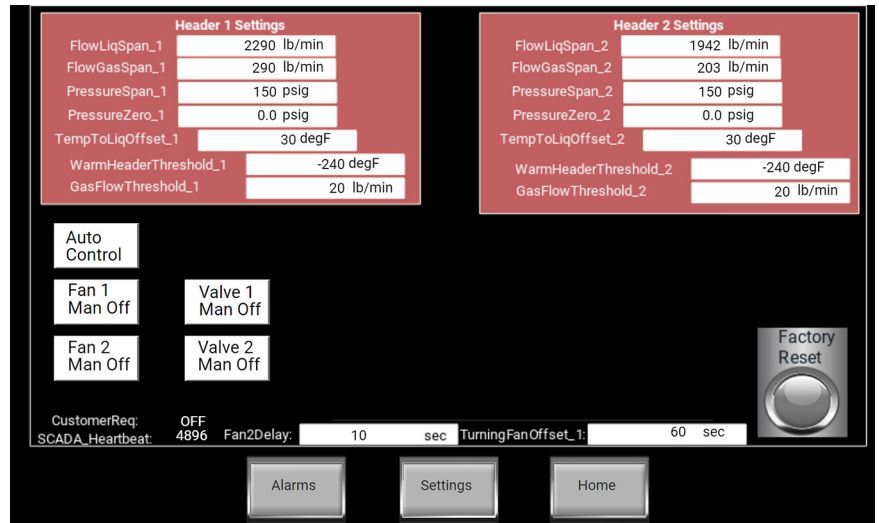 Header 1 Settings
FlowLiqSpan_1 2290 lb/min
FlowGasSpan_1 290 lb/min
PressureSpan_1 150 psig
PressureZero_1 0.0 psig
TempToLiqOffset_1 30 degF
WarmHeaderThreshold_1 -240 degF
GasFlowThreshold_1 20 lb/min
Header 2 Settings
FlowLiqSpan_2 1942 lb/min
FlowGasSpan_2 203 lb/min
PressureSpan_2 150 psig
PressureZero_2 0.0 psig
TempToLiqOffset_2 30 degF
WarmHeaderThreshold_2 -240 degF
GasFlowThreshold_2 20 lb/min
Auto
Control
Fan 1
Man Off
Valve 1
Man Off
Fan 2
Man Off
Valve 2
Man Off
Factory
Reset
CustomerReq: OFF
SCADA_Heartbeat: 4896
Fan2Delay: 10 sec
TurningFanOffset_1: 60 sec
Alarms
Settings
Home